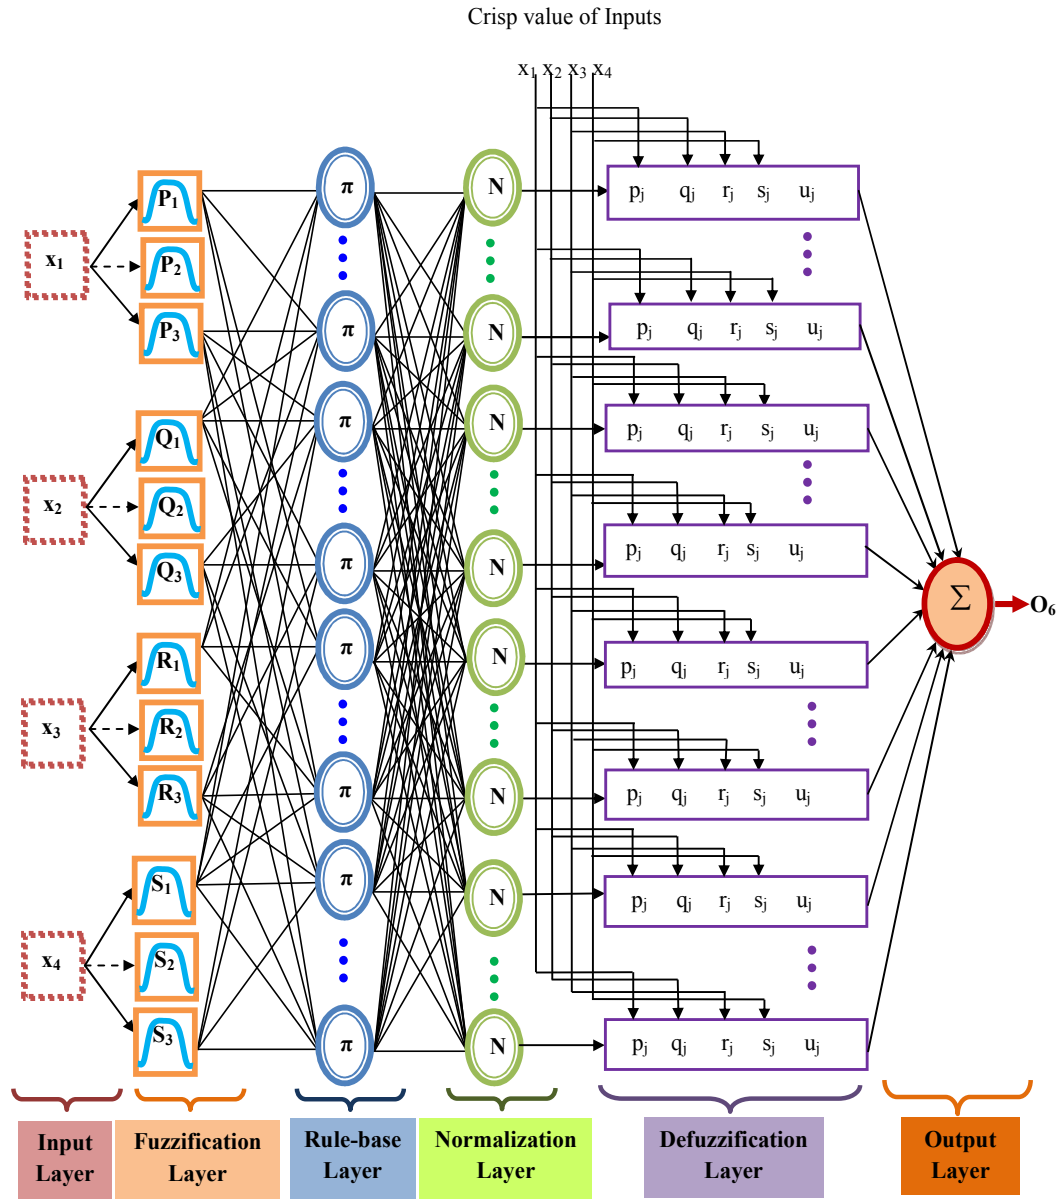 Crisp value of Inputs
x1 x2 x3 x4
x1
P1
P2
P3
x2
Q1
Q2
Q3
x3
R1
R2
R3
x4
S1
S2
S3
π
π
π
π
π
π
π
π
N
N
N
N
N
N
N
N
pj qj rj sj uj
pj qj rj sj uj
pj qj rj sj uj
pj qj rj sj uj
pj qj rj sj uj
pj qj rj sj uj
pj qj rj sj uj
pj qj rj sj uj
Σ
O6
Input
Layer
Fuzzification
Layer
Rule-base
Layer
Normalization
Layer
Defuzzification
Layer
Output
Layer